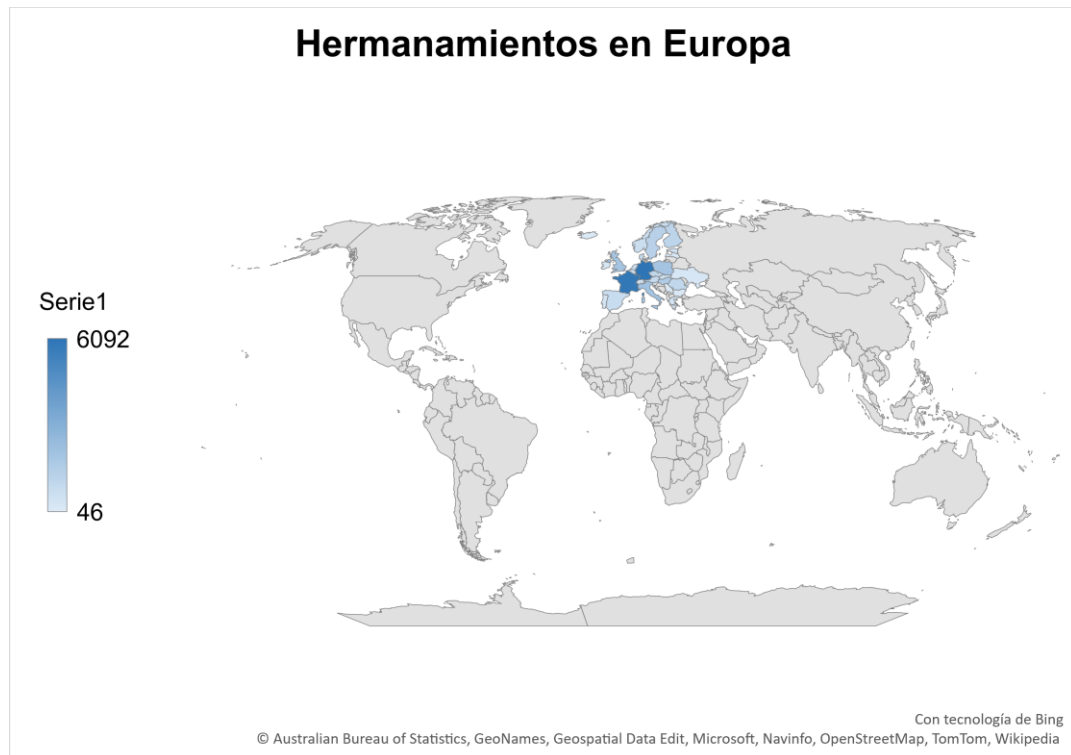 Hermanamientos en Europa
Serie1
6092
46
Con tecnología de Bing
© Australian Bureau of Statistics, GeoNames, Geospatial Data Edit, Microsoft, Navinfo, OpenStreetMap, TomTom, Wikipedia